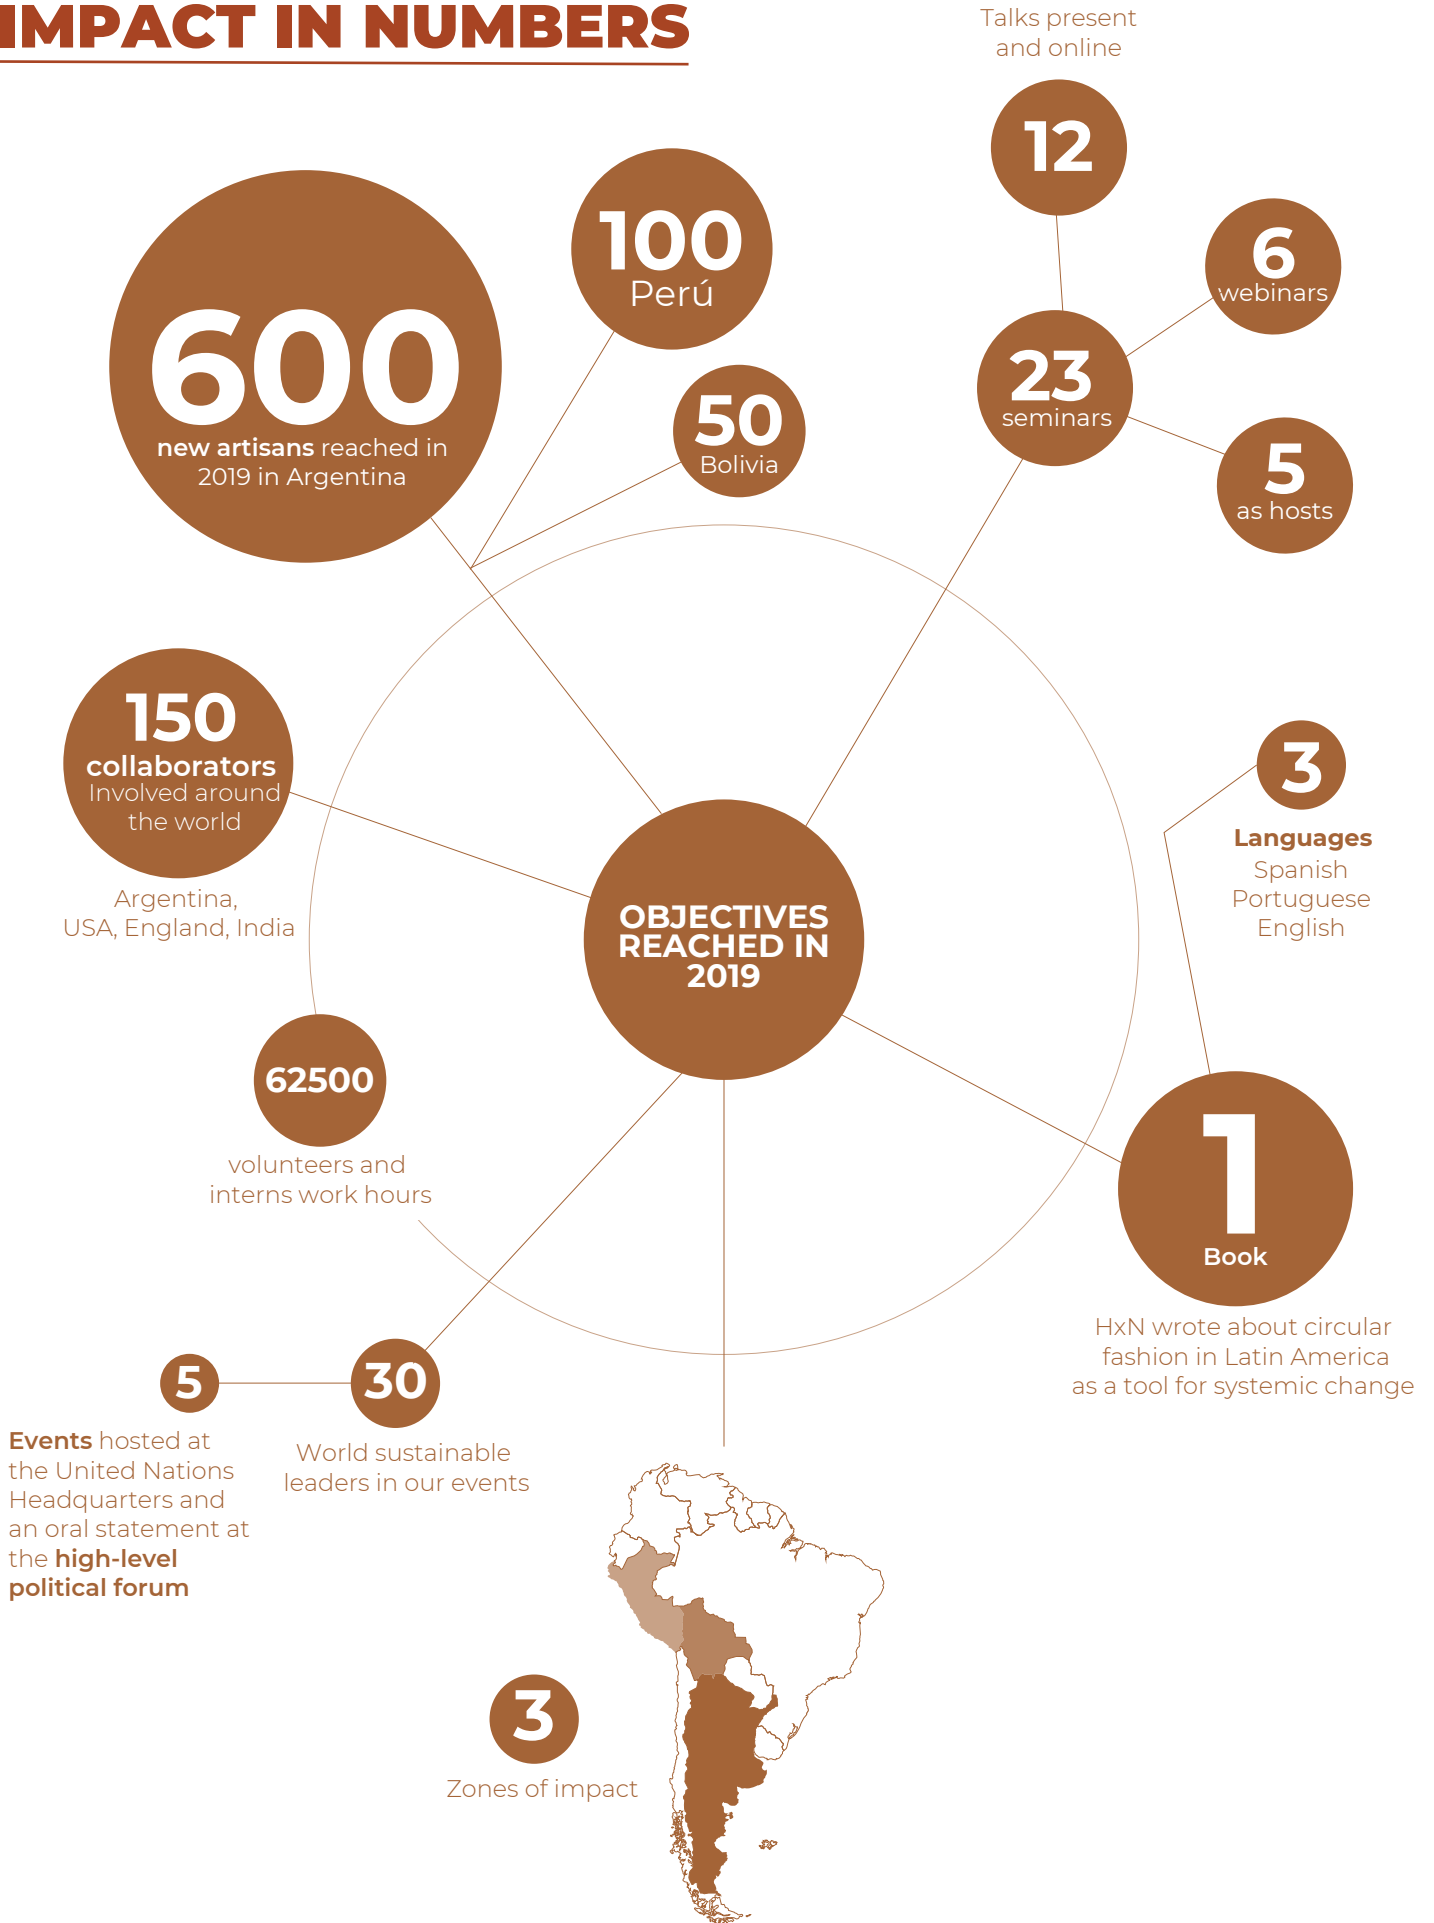 IMPACT IN NUMBERS
Talks present
and online
12
6
webinars
23
seminars
5
as hosts
100
Perú
50
Bolivia
600
new artisans reached in
2019 in Argentina
150
collaborators
Involved around
the world
Argentina,
USA, England, India
OBJECTIVES
REACHED IN
2019
3
Languages
Spanish
Portuguese
English
62500
volunteers and
interns work hours
1
Book
HxN wrote about circular
fashion in Latin America
as a tool for systemic change
5
Events hosted at
the United Nations
Headquarters and
an oral statement at
the high-level
political forum
30
World sustainable
leaders in our events
3
Zones of impact